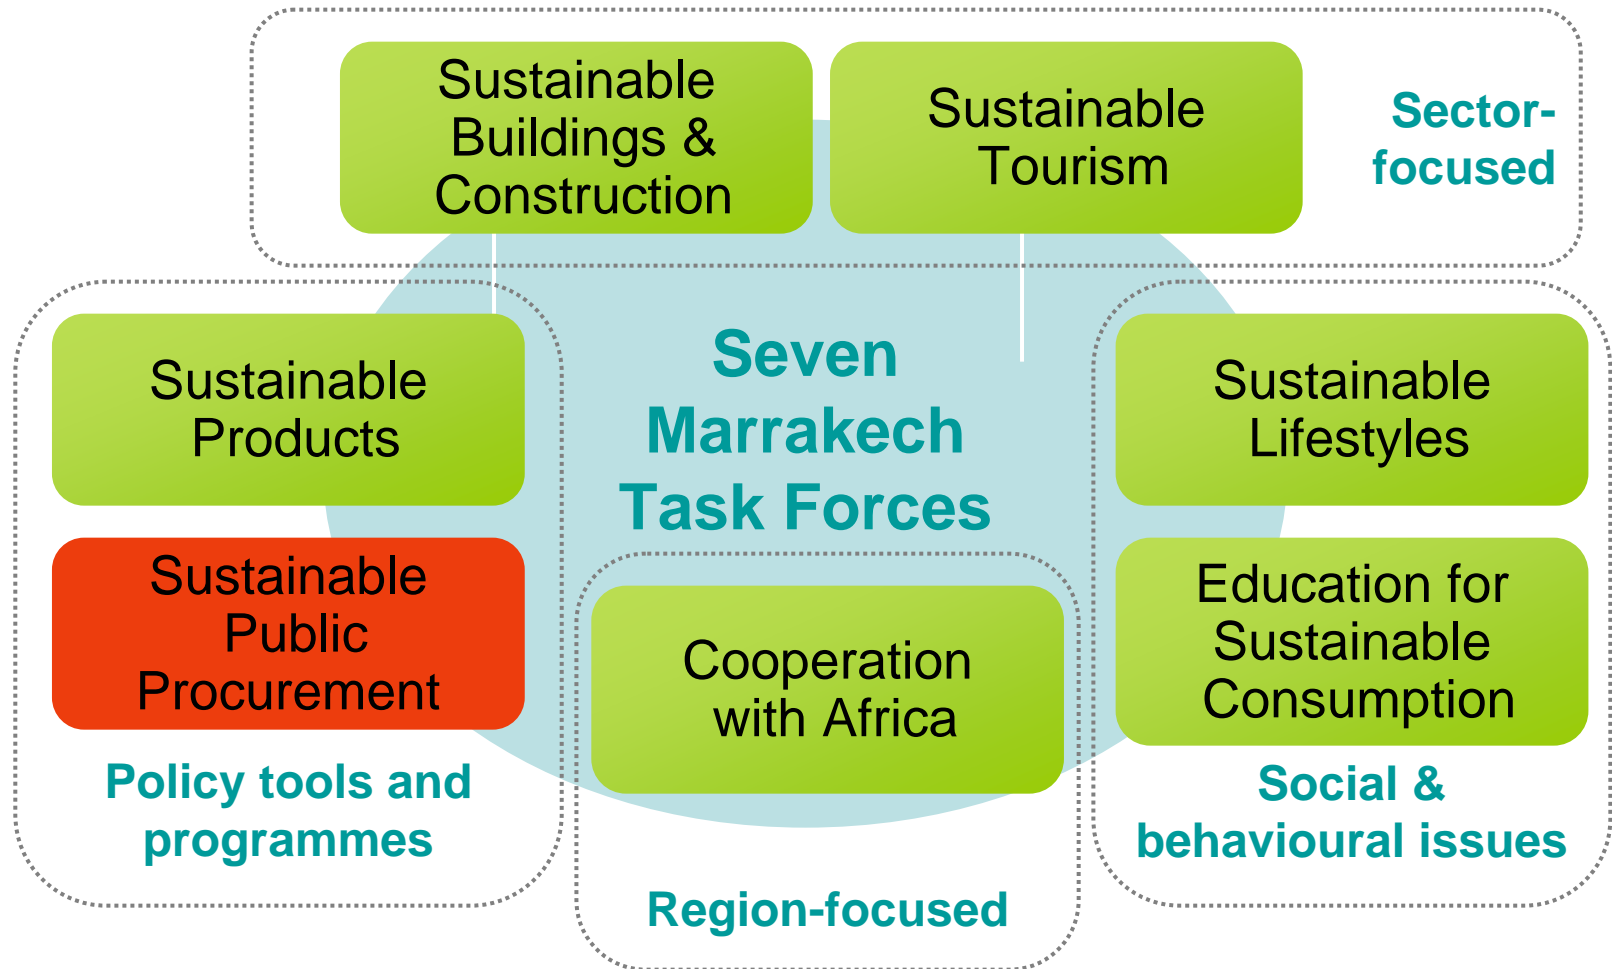 Sustainable
Buildings &
Construction
Sustainable
Tourism
Sector-
focused
Sustainable
Products
Seven
Marrakech
Task Forces
Sustainable
Lifestyles
Sustainable
Public
Procurement
Cooperation
with Africa
Education for
Sustainable
Consumption
Policy tools and
programmes
Region-focused
Social &
behavioural issues